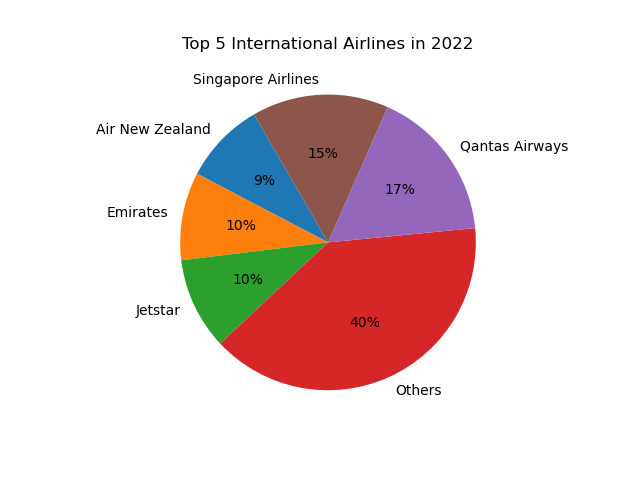 Top 5 International Airlines in 2022
Singapore Airlines
Air New Zealand
Qantas Airways
15%
9%
17%
Emirates
10%
10%
Jetstar
40%
Others